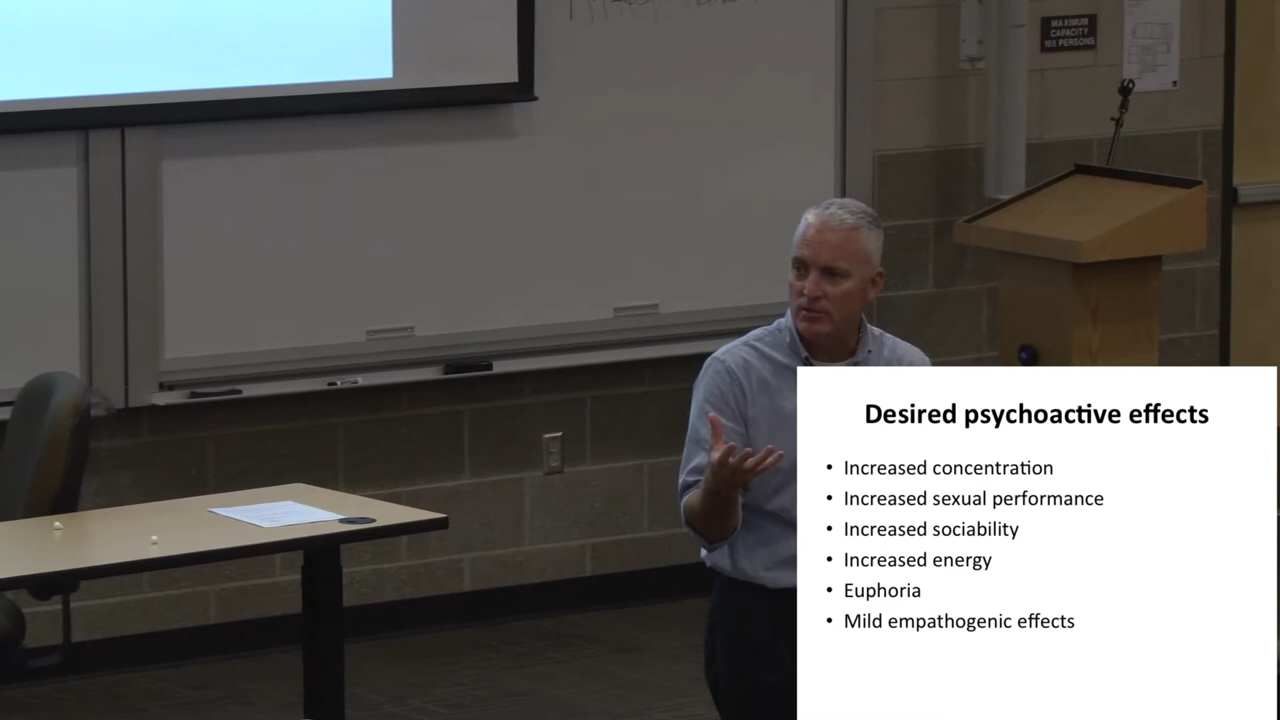 MAXIMUM
CAPACITY
165 PERSONS
Desired psychoactive effects
• Increased concentration
• Increased sexual performance
• Increased sociability
• Increased energy
• Euphoria
• Mild empathogenic effects